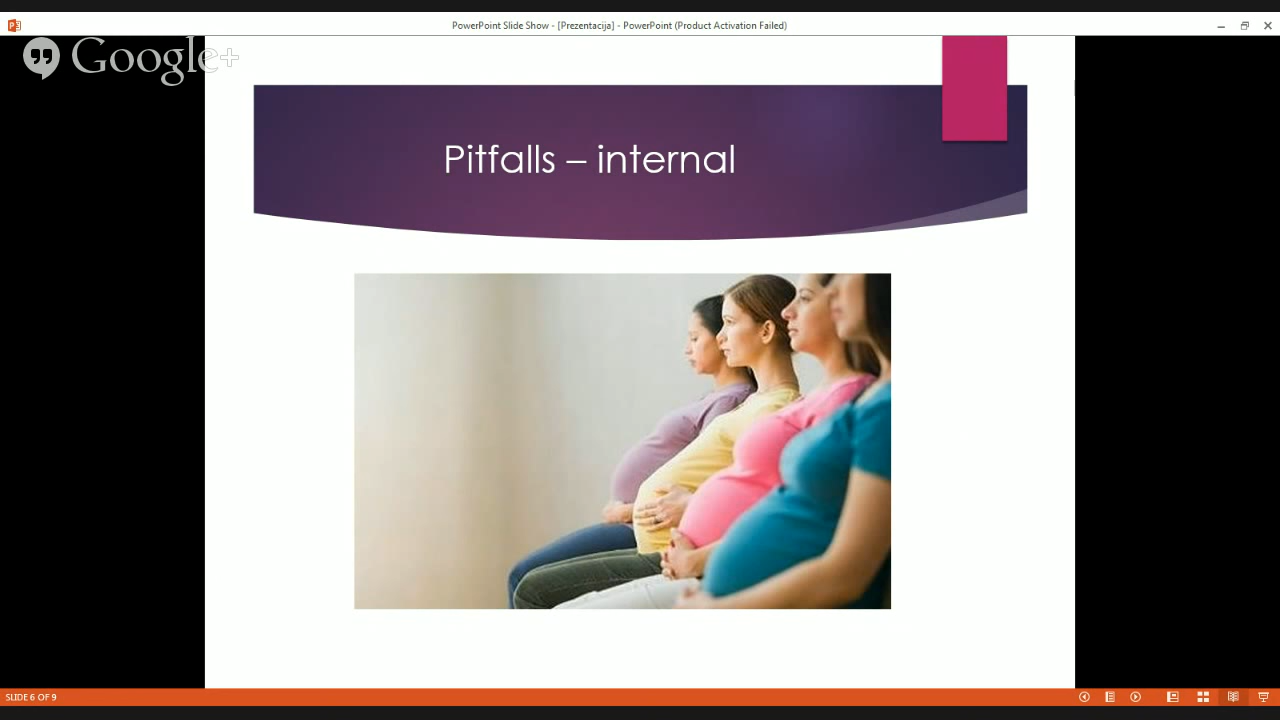 PowerPoint Slide Show - [Prezentacija] - PowerPoint (Product Activation Failed)
Google+
Pitfalls – internal
SLIDE 6 OF 9